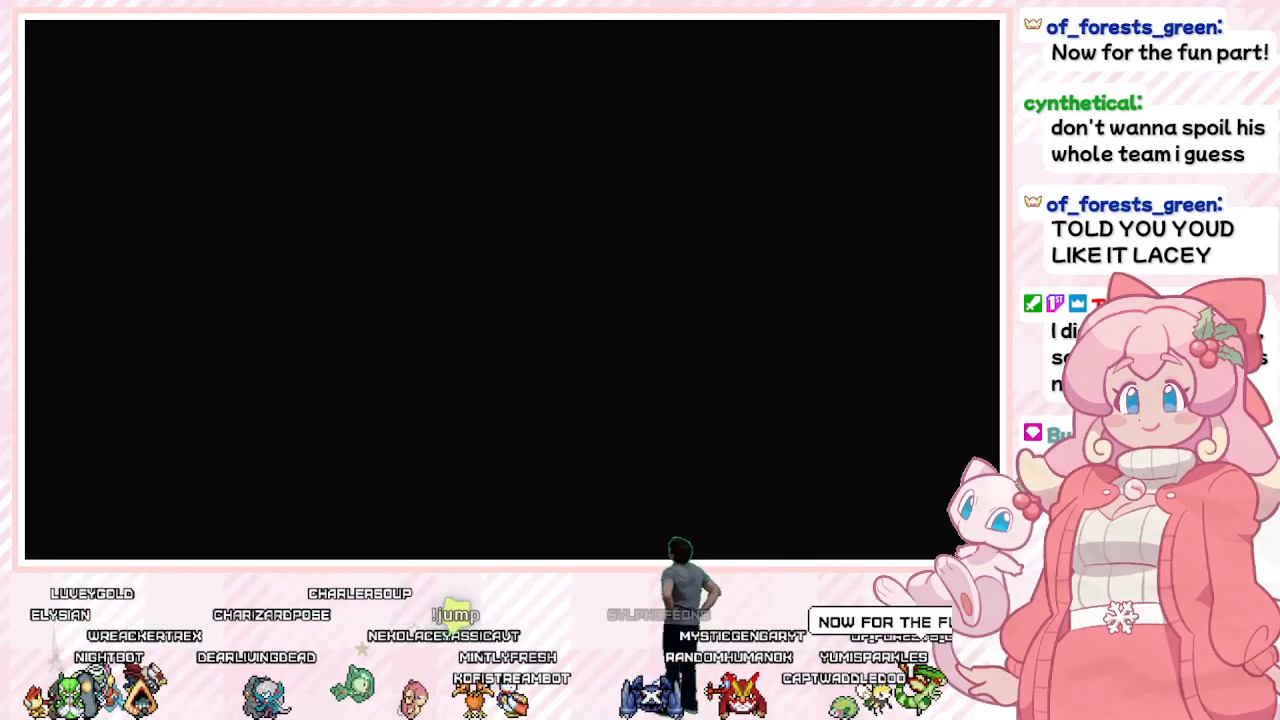 of_forests_green:
Now for the fun part!
cynthetical:
don't wanna spoil his
whole team i guess
of_forests_green:
TOLD YOU YOUD
LIKE IT LACEY
I di
LUVEYGOLD
CHARLERSOUP
ELYSIAN
CHARIZARDPOSE
!jump
NOW FOR THE
WREACKERTREX
NEKOLACEYASSICAVT
MYSTICGENGARYT
NIGHTBOT
DEARLIVINGDEAD
MINTLYFRESH
RANDOMHUMANOK
YUMISPARKLES
KOFISTREAMBOT
CAPTWADDLEDOO